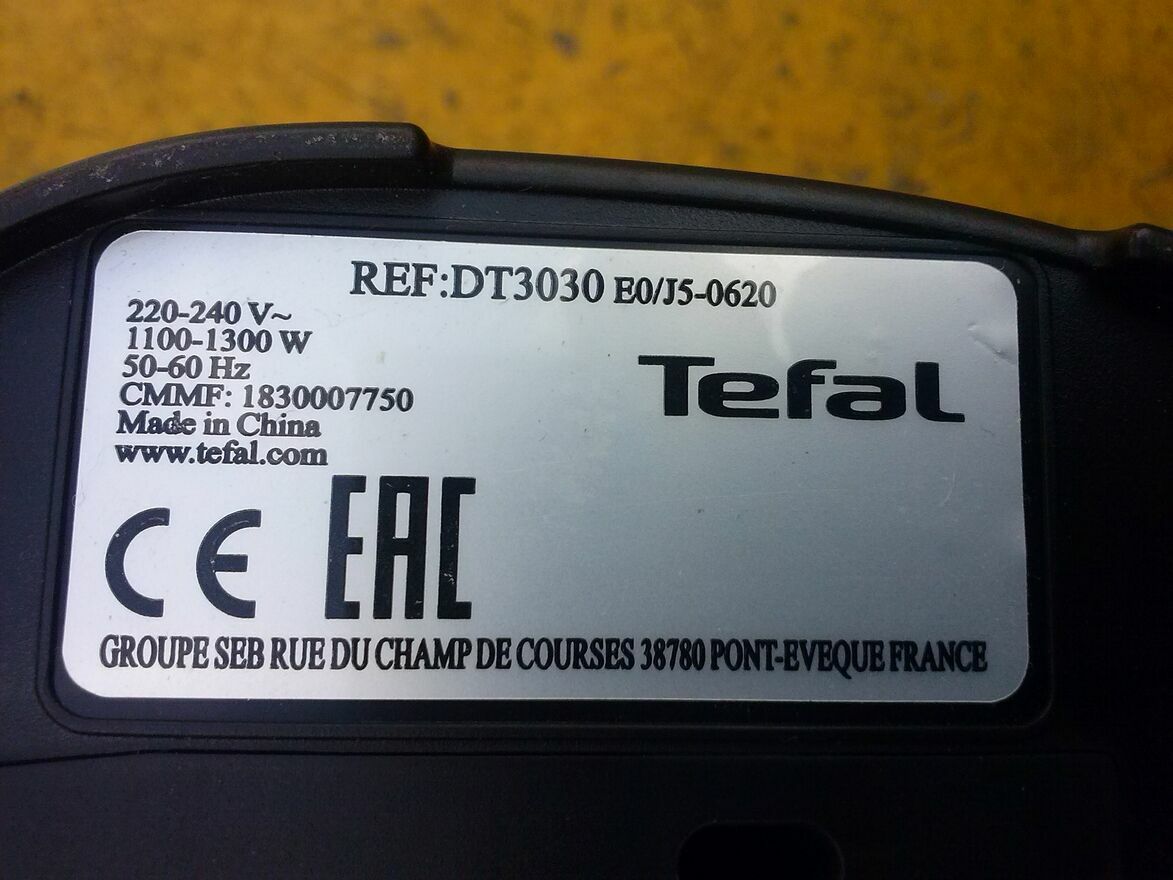 REF:DT3030 E0/J5-0620
220-240 V~
1100-1300 W
50-60 Hz
CMMF: 1830007750
Made in China
www.tefal.com
Tefal
CE EAC
GROUPE SEB RUE DU CHAMP DE COURSES 38780 PONT-EVEQUE FRANCE